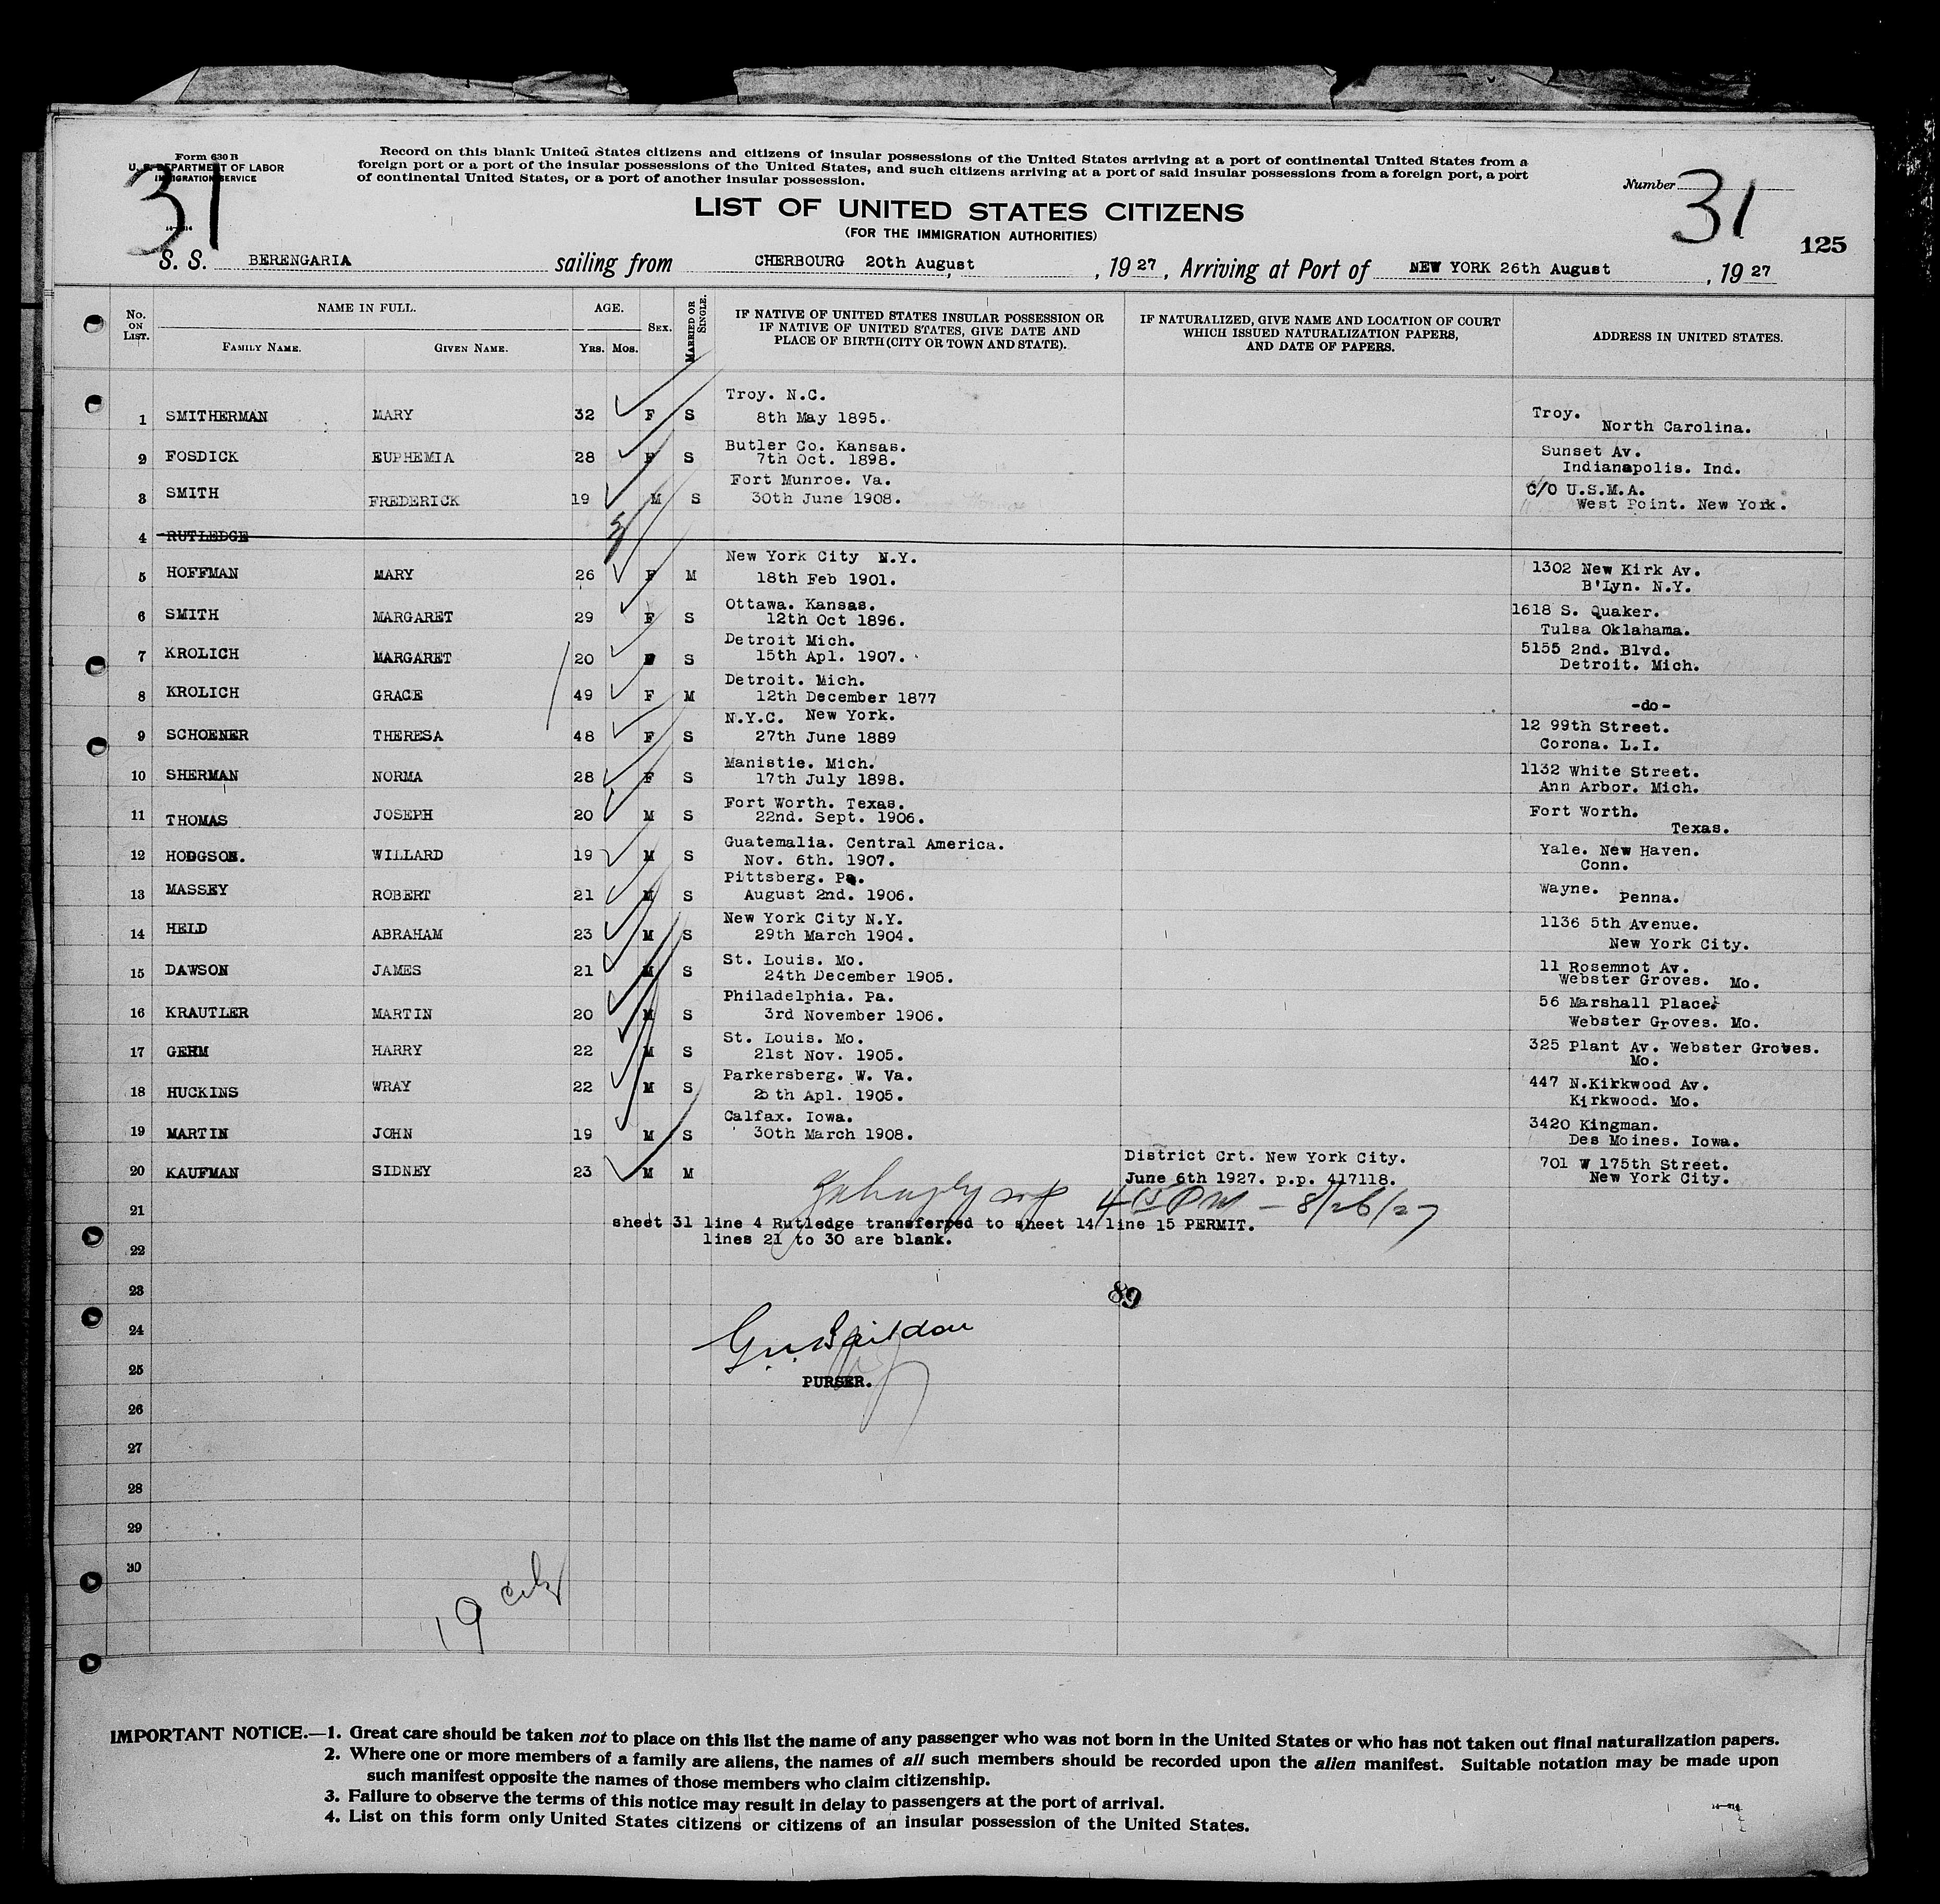 Form 630 B
U. S. DEPARTMENT OF LABOR
IMMIGRATION SERVICE
31
Record on this blank United States citizens and citizens of insular possessions of the United States arriving at a port of continental United States from a
foreign port or a port of the insular possessions of the United States, and such citizens arriving at a port of said insular possessions from a foreign port, a port
of continental United States, or a port of another insular possession.
Number 31
LIST OF UNITED STATES CITIZENS
(FOR THE IMMIGRATION AUTHORITIES)
125
S. S. BERENGARIA sailing from CHERBOURG 20th August, 1927, Arriving at Port of NEW YORK 26th August, 1927
No. ON LIST. NAME IN FULL. AGE. SEX. MARRIED OR SINGLE. IF NATIVE OF UNITED STATES INSULAR POSSESSION OR IF NATIVE OF UNITED STATES, GIVE DATE AND PLACE OF BIRTH (CITY OR TOWN AND STATE). IF NATURALIZED, GIVE NAME AND LOCATION OF COURT WHICH ISSUED NATURALIZATION PAPERS, AND DATE OF PAPERS. ADDRESS IN UNITED STATES.
FAMILY NAME. GIVEN NAME. YRS. MOS.
1 SMITHERMAN MARY 32 F S Troy. N.C. 8th May 1895. Troy. North Carolina.
2 FOSDICK EUPHEMIA 28 F S Butler Co. Kansas. 7th Oct. 1898. Sunset Av. Indianapolis. Ind.
3 SMITH FREDERICK 19 M S Fort Munroe. Va. 30th June 1908. C/O U.S.M.A. West Point. New York.
4 RUTLEDGE
5 HOFFMAN MARY 26 F M New York City N.Y. 18th Feb 1901. 1302 New Kirk Av. B'Lyn. N.Y.
6 SMITH MARGARET 29 F S Ottawa. Kansas. 12th Oct 1896. 1618 S. Quaker. Tulsa Oklahama.
7 KROLICH MARGARET 20 S Detroit Mich. 15th Apl. 1907. 5155 2nd. Blvd. Detroit. Mich.
8 KROLICH GRACE 49 F M Detroit. Mich. 12th December 1877 -do-
9 SCHOENER THERESA 48 F S N.Y.C. New York. 27th June 1889 12 99th Street. Corona. L.I.
10 SHERMAN NORMA 28 F S Manistie. Mich. 17th July 1898. 1132 White Street. Ann Arbor. Mich.
11 THOMAS JOSEPH 20 M S Fort Worth. Texas. 22nd. Sept. 1906. Fort Worth. Texas.
12 HODGSON. WILLARD 19 M S Guatemalia. Central America. Nov. 6th. 1907. Yale. New Haven. Conn.
13 MASSEY ROBERT 21 M S Pittsberg. Pa. August 2nd. 1906. Wayne. Penna.
14 HELD ABRAHAM 23 M S New York City N.Y. 29th March 1904. 1136 5th Avenue. New York City.
15 DAWSON JAMES 21 M S St. Louis. Mo. 24th December 1905. 11 Rosemnot Av. Webster Groves. Mo.
16 KRAUTLER MARTIN 20 M S Philadelphia. Pa. 3rd November 1906. 56 Marshall Place. Webster Groves. Mo.
17 GERM HARRY 22 M S St. Louis. Mo. 21st Nov. 1905. 325 Plant Av. Webster Groves. Mo.
18 HUCKINS WRAY 22 M S Parkersberg. W. Va. 25th Apl. 1905. 447 N.Kirkwood Av. Kirkwood. Mo.
19 MARTIN JOHN 19 M S Calfax. Iowa. 30th March 1908. 3420 Kingman. Des Moines. Iowa.
20 KAUFMAN SIDNEY 23 M M District Crt. New York City. June 6th 1927. p.p. 417118. 701 W 175th Street. New York City.
21 4 15 PM - 8/26/27
sheet 31 line 4 Rutledge transferred to sheet 14 line 15 PERMIT.
22 lines 21 to 30 are blank.
23 89
24
25 PURSER.
26
27
28
29
30
19
IMPORTANT NOTICE.—1. Great care should be taken not to place on this list the name of any passenger who was not born in the United States or who has not taken out final naturalization papers.
2. Where one or more members of a family are aliens, the names of all such members should be recorded upon the alien manifest. Suitable notation may be made upon
such manifest opposite the names of those members who claim citizenship.
3. Failure to observe the terms of this notice may result in delay to passengers at the port of arrival.
4. List on this form only United States citizens or citizens of an insular possession of the United States.